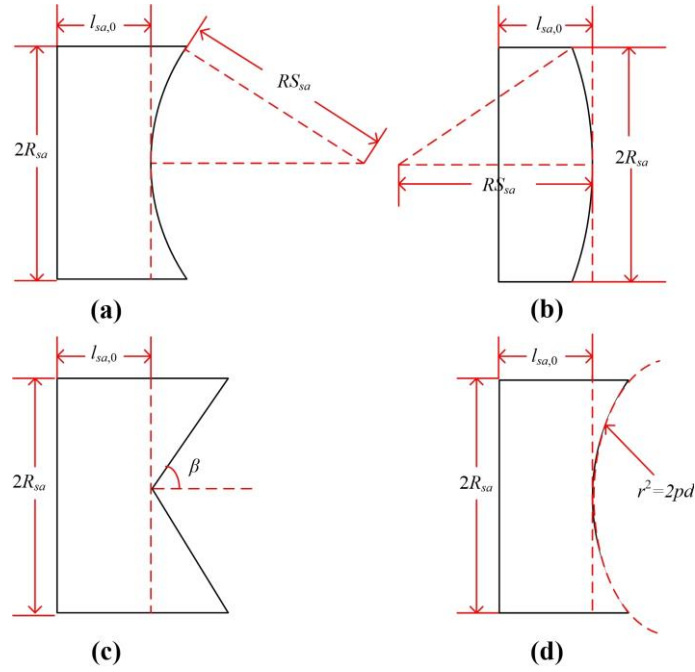 l_{sa,0}
2R_{sa}
RS_{sa}
(a)
l_{sa,0}
RS_{sa}
2R_{sa}
(b)
l_{sa,0}
2R_{sa}
β
(c)
l_{sa,0}
2R_{sa}
r²=2pd
(d)